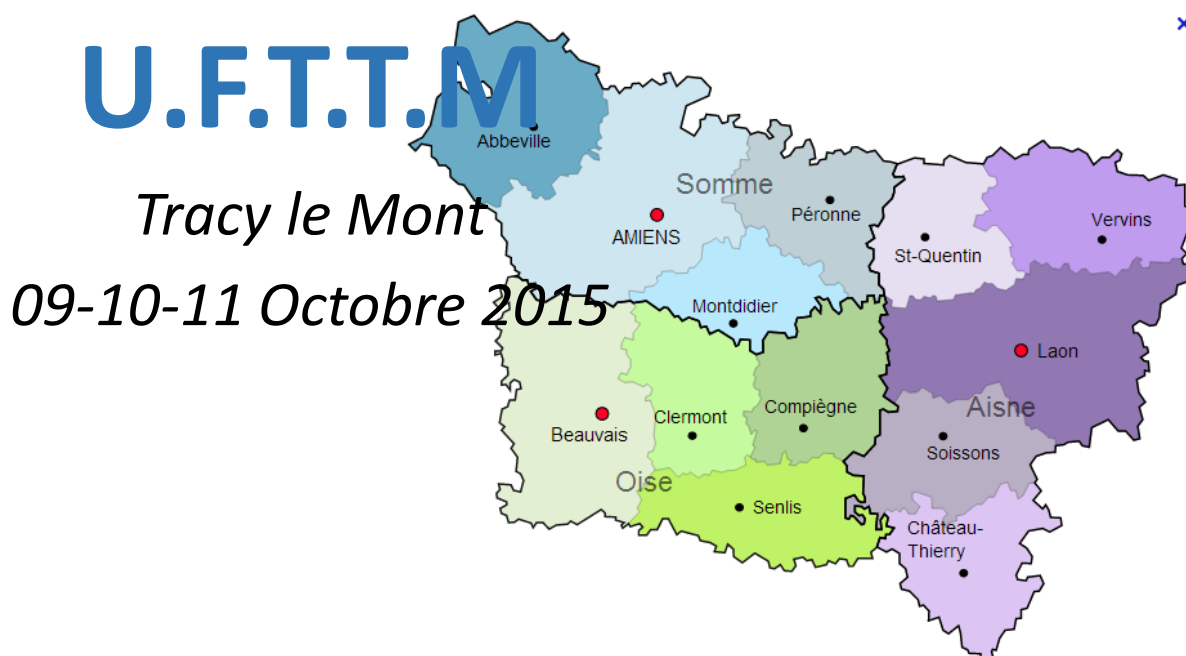 U.F.T.T.M
Tracy le Mont
09-10-11 Octobre 2015
Abbeville
Somme
AMIENS
Péronne
Montdidier
St-Quentin
Vervins
Laon
Aisne
Soissons
Château-
Thierry
Beauvais
Clermont
Compiègne
Oise
Senlis